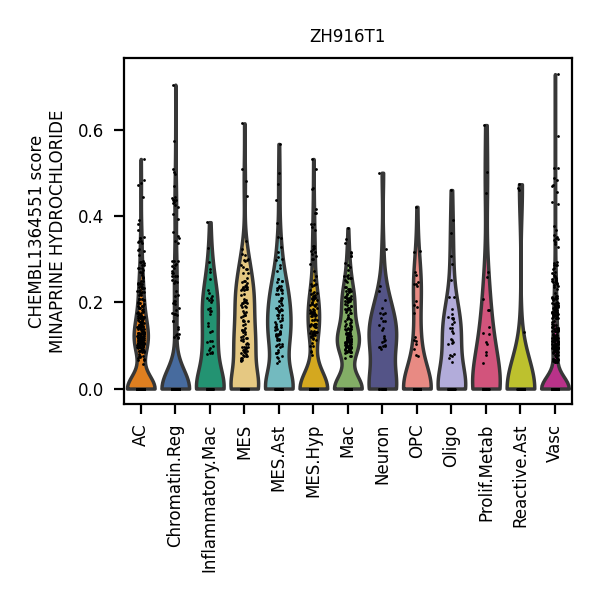 ZH916T1
CHEMBL1364551 score
MINAPRINE HYDROCHLORIDE
0.6
0.4
0.2
0.0
AC
Chromatin.Reg
Inflammatory.Mac
MES
MES.Ast
MES.Hyp
Mac
Neuron
OPC
Oligo
Prolif.Metab
Reactive.Ast
Vasc